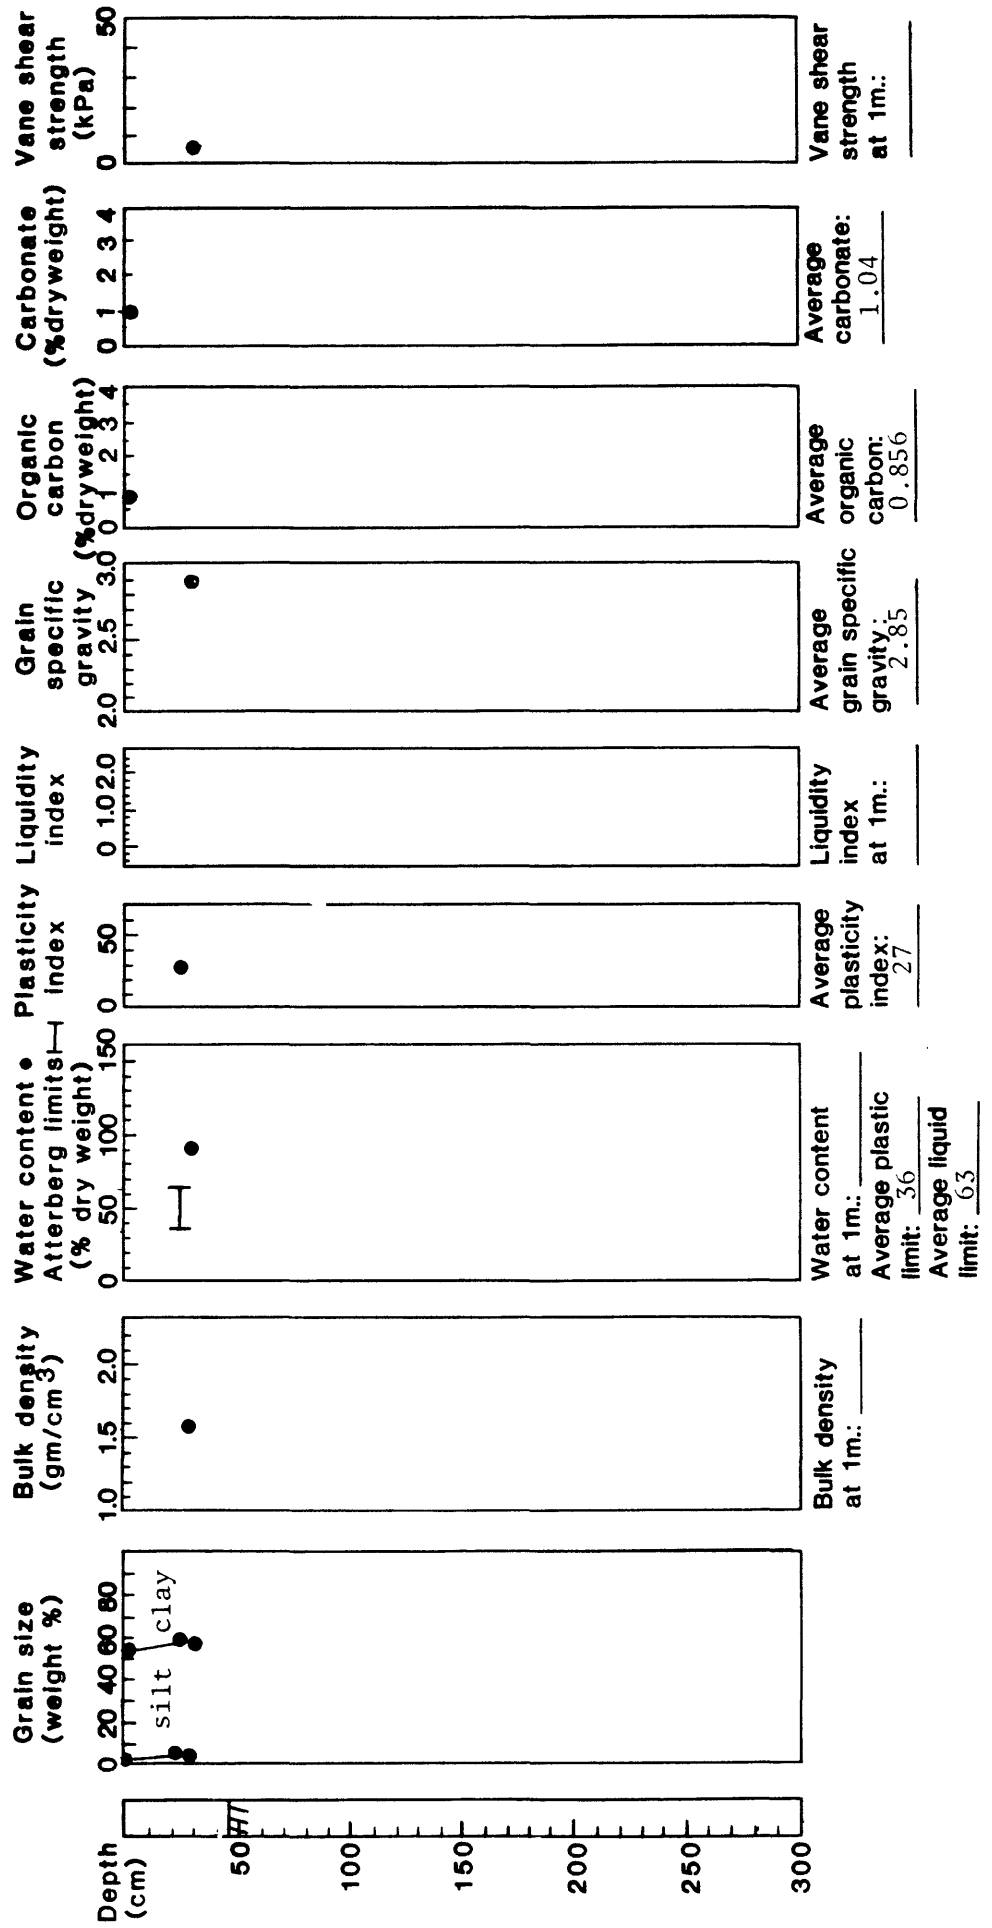 Depth
(cm)
50
100
150
200
250
300
Grain size
(weight %)
0 20 40 60 80
silt clay
Bulk density
(gm/cm3)
1.0 1.5 2.0
Bulk density
at 1m.:
Water content ●
Atterberg limits
(% dry weight)
0 50 100 150
Water content
at 1m.:
Average plastic
limit: 36
Average liquid
limit: 63
Plasticity
index
0 50
Average
plasticity
index:
27
Liquidity
index
0 1.0 2.0
Liquidity
index
at 1m.:
Grain
specific
gravity
2.0 2.5 3.0
Average
grain specific
gravity:
2.85
Organic
carbon
(%dryweight)
0 1 2 3 4
Average
organic
carbon:
0.856
Carbonate
(%dryweight)
0 1 2 3 4
Average
carbonate:
1.04
Vane shear
strength
(kPa)
0 50
Vane shear
strength
at 1m.: